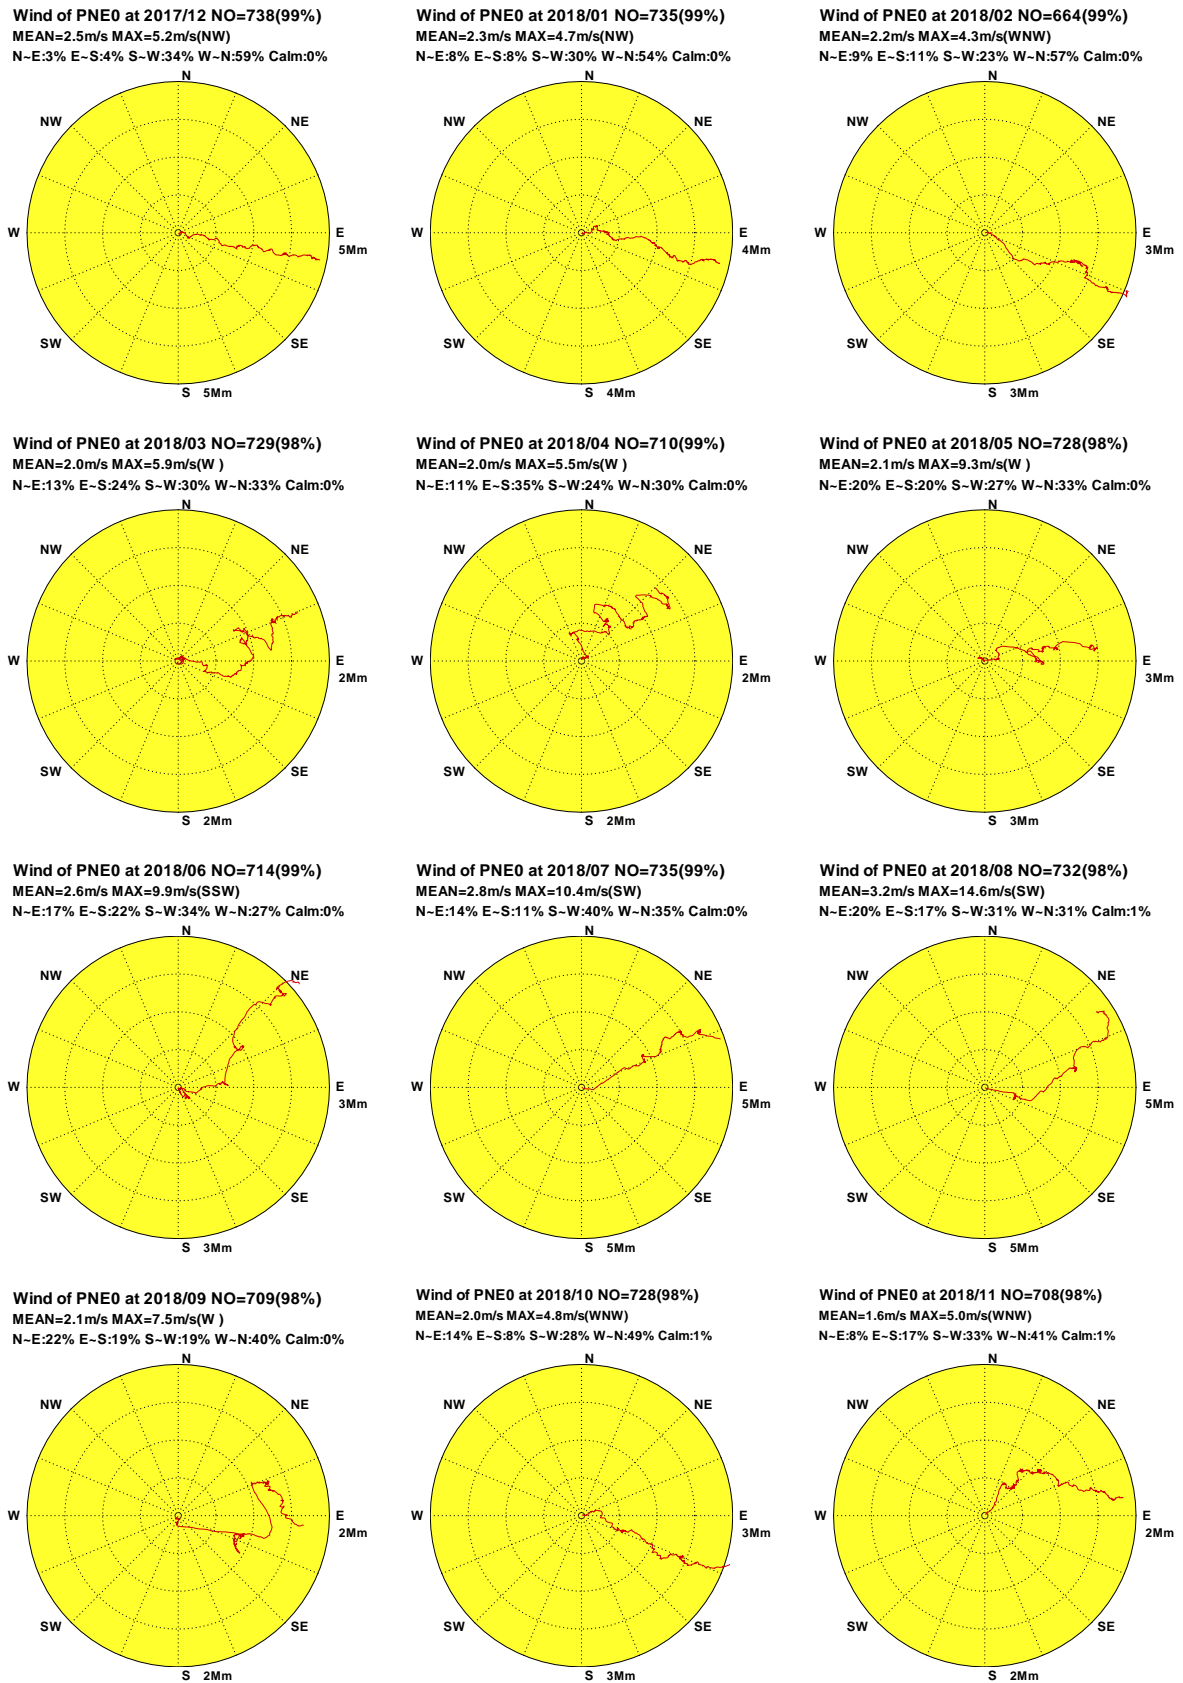 Wind of PNE0 at 2017/12 NO=738(99%)
MEAN=2.5m/s MAX=5.2m/s(NW)
N~E:3% E~S:4% S~W:34% W~N:59% Calm:0%
N
NW NE
W E
5Mm
SW SE
S 5Mm
Wind of PNE0 at 2018/01 NO=735(99%)
MEAN=2.3m/s MAX=4.7m/s(NW)
N~E:8% E~S:8% S~W:30% W~N:54% Calm:0%
N
NW NE
W E
4Mm
SW SE
S 4Mm
Wind of PNE0 at 2018/02 NO=664(99%)
MEAN=2.2m/s MAX=4.3m/s(WNW)
N~E:9% E~S:11% S~W:23% W~N:57% Calm:0%
N
NW NE
W E
3Mm
SW SE
S 3Mm
Wind of PNE0 at 2018/03 NO=729(98%)
MEAN=2.0m/s MAX=5.9m/s(W )
N~E:13% E~S:24% S~W:30% W~N:33% Calm:0%
N
NW NE
W E
2Mm
SW SE
S 2Mm
Wind of PNE0 at 2018/04 NO=710(99%)
MEAN=2.0m/s MAX=5.5m/s(W )
N~E:11% E~S:35% S~W:24% W~N:30% Calm:0%
N
NW NE
W E
2Mm
SW SE
S 2Mm
Wind of PNE0 at 2018/05 NO=728(98%)
MEAN=2.1m/s MAX=9.3m/s(W )
N~E:20% E~S:20% S~W:27% W~N:33% Calm:0%
N
NW NE
W E
3Mm
SW SE
S 3Mm
Wind of PNE0 at 2018/06 NO=714(99%)
MEAN=2.6m/s MAX=9.9m/s(SSW)
N~E:17% E~S:22% S~W:34% W~N:27% Calm:0%
N
NW NE
W E
3Mm
SW SE
S 3Mm
Wind of PNE0 at 2018/07 NO=735(99%)
MEAN=2.8m/s MAX=10.4m/s(SW)
N~E:14% E~S:11% S~W:40% W~N:35% Calm:0%
N
NW NE
W E
5Mm
SW SE
S 5Mm
Wind of PNE0 at 2018/08 NO=732(98%)
MEAN=3.2m/s MAX=14.6m/s(SW)
N~E:20% E~S:17% S~W:31% W~N:31% Calm:1%
N
NW NE
W E
5Mm
SW SE
S 5Mm
Wind of PNE0 at 2018/09 NO=709(98%)
MEAN=2.1m/s MAX=7.5m/s(W )
N~E:22% E~S:19% S~W:19% W~N:40% Calm:0%
N
NW NE
W E
2Mm
SW SE
S 2Mm
Wind of PNE0 at 2018/10 NO=728(98%)
MEAN=2.0m/s MAX=4.8m/s(WNW)
N~E:14% E~S:8% S~W:28% W~N:49% Calm:1%
N
NW NE
W E
3Mm
SW SE
S 3Mm
Wind of PNE0 at 2018/11 NO=708(98%)
MEAN=1.6m/s MAX=5.0m/s(WNW)
N~E:8% E~S:17% S~W:33% W~N:41% Calm:1%
N
NW NE
W E
2Mm
SW SE
S 2Mm